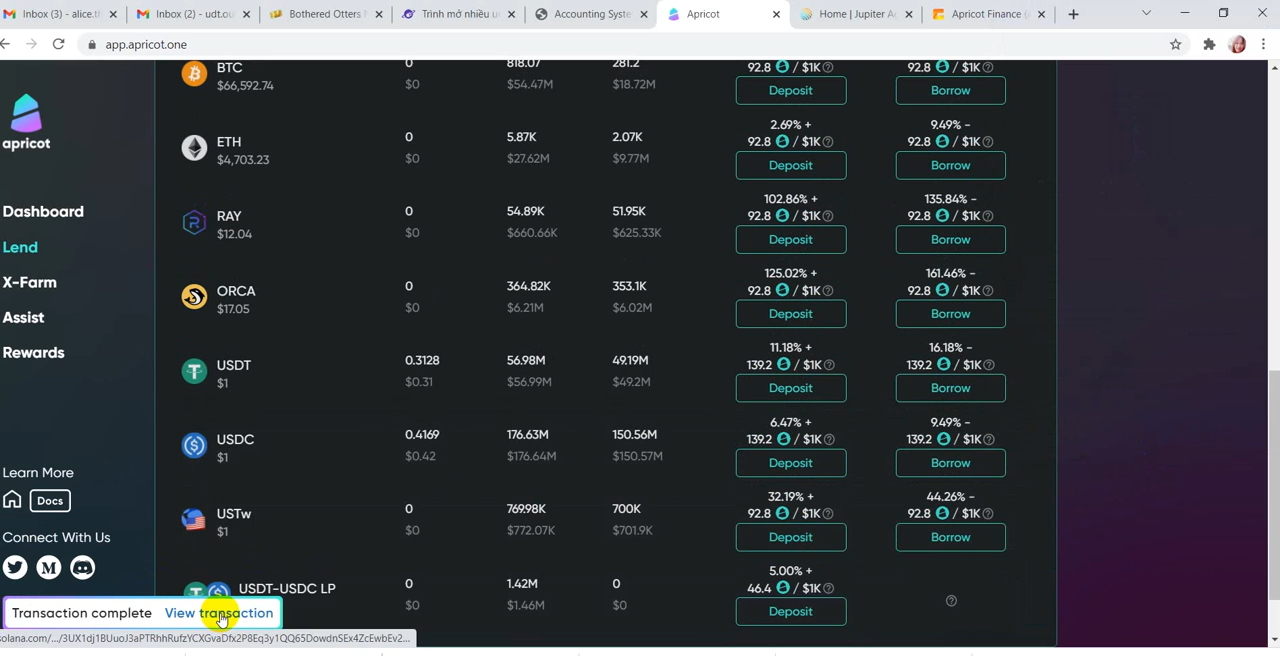 Inbox (3) - alice.t
Inbox (2) - udt.ou
Bothered Otters
Trình mở nhiều u
Accounting Syste
Apricot
Home | Jupiter A
Apricot Finance (A
app.apricot.one
apricot
Dashboard
Lend
X-Farm
Assist
Rewards
Learn More
Docs
Connect With Us
BTC 0 818.07 281.2 92.8 / $1K 92.8 / $1K
$66,592.74 $0 $54.47M $18.72M Deposit Borrow
2.69% + 9.49% -
ETH 0 5.87K 2.07K 92.8 / $1K 92.8 / $1K
$4,703.23 $0 $27.62M $9.77M Deposit Borrow
102.86% + 135.84% -
RAY 0 54.89K 51.95K 92.8 / $1K 92.8 / $1K
$12.04 $0 $660.66K $625.33K Deposit Borrow
125.02% + 161.46% -
ORCA 0 364.82K 353.1K 92.8 / $1K 92.8 / $1K
$17.05 $0 $6.21M $6.02M Deposit Borrow
11.18% + 16.18% -
USDT 0.3128 56.98M 49.19M 139.2 / $1K 139.2 / $1K
$1 $0.31 $56.99M $49.2M Deposit Borrow
6.47% + 9.49% -
USDC 0.4169 176.63M 150.56M 139.2 / $1K 139.2 / $1K
$1 $0.42 $176.64M $150.57M Deposit Borrow
32.19% + 44.26% -
USTw 0 769.98K 700K 92.8 / $1K 92.8 / $1K
$1 $0 $772.07K $701.9K Deposit Borrow
5.00% +
USDT-USDC LP 0 1.42M 0 46.4 / $1K
$0 $1.46M $0 Deposit
Transaction complete View transaction
solana.com/.../3UX1dj1BUuoJ3aPTRhhRufzYCXGvaDfx2P8Eq3y1QQ65DowdnSEx4ZcEwbEv2...